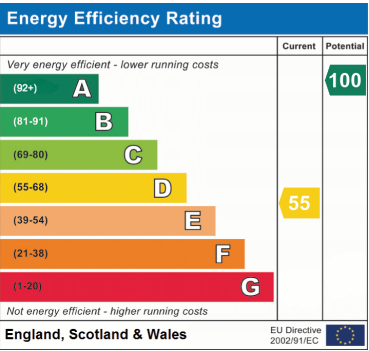 Energy Efficiency Rating
Current Potential
Very energy efficient - lower running costs
(92+) A 100
(81-91) B
(69-80) C
(55-68) D 55
(39-54) E
(21-38) F
(1-20) G
Not energy efficient - higher running costs
England, Scotland & Wales
EU Directive
2002/91/EC